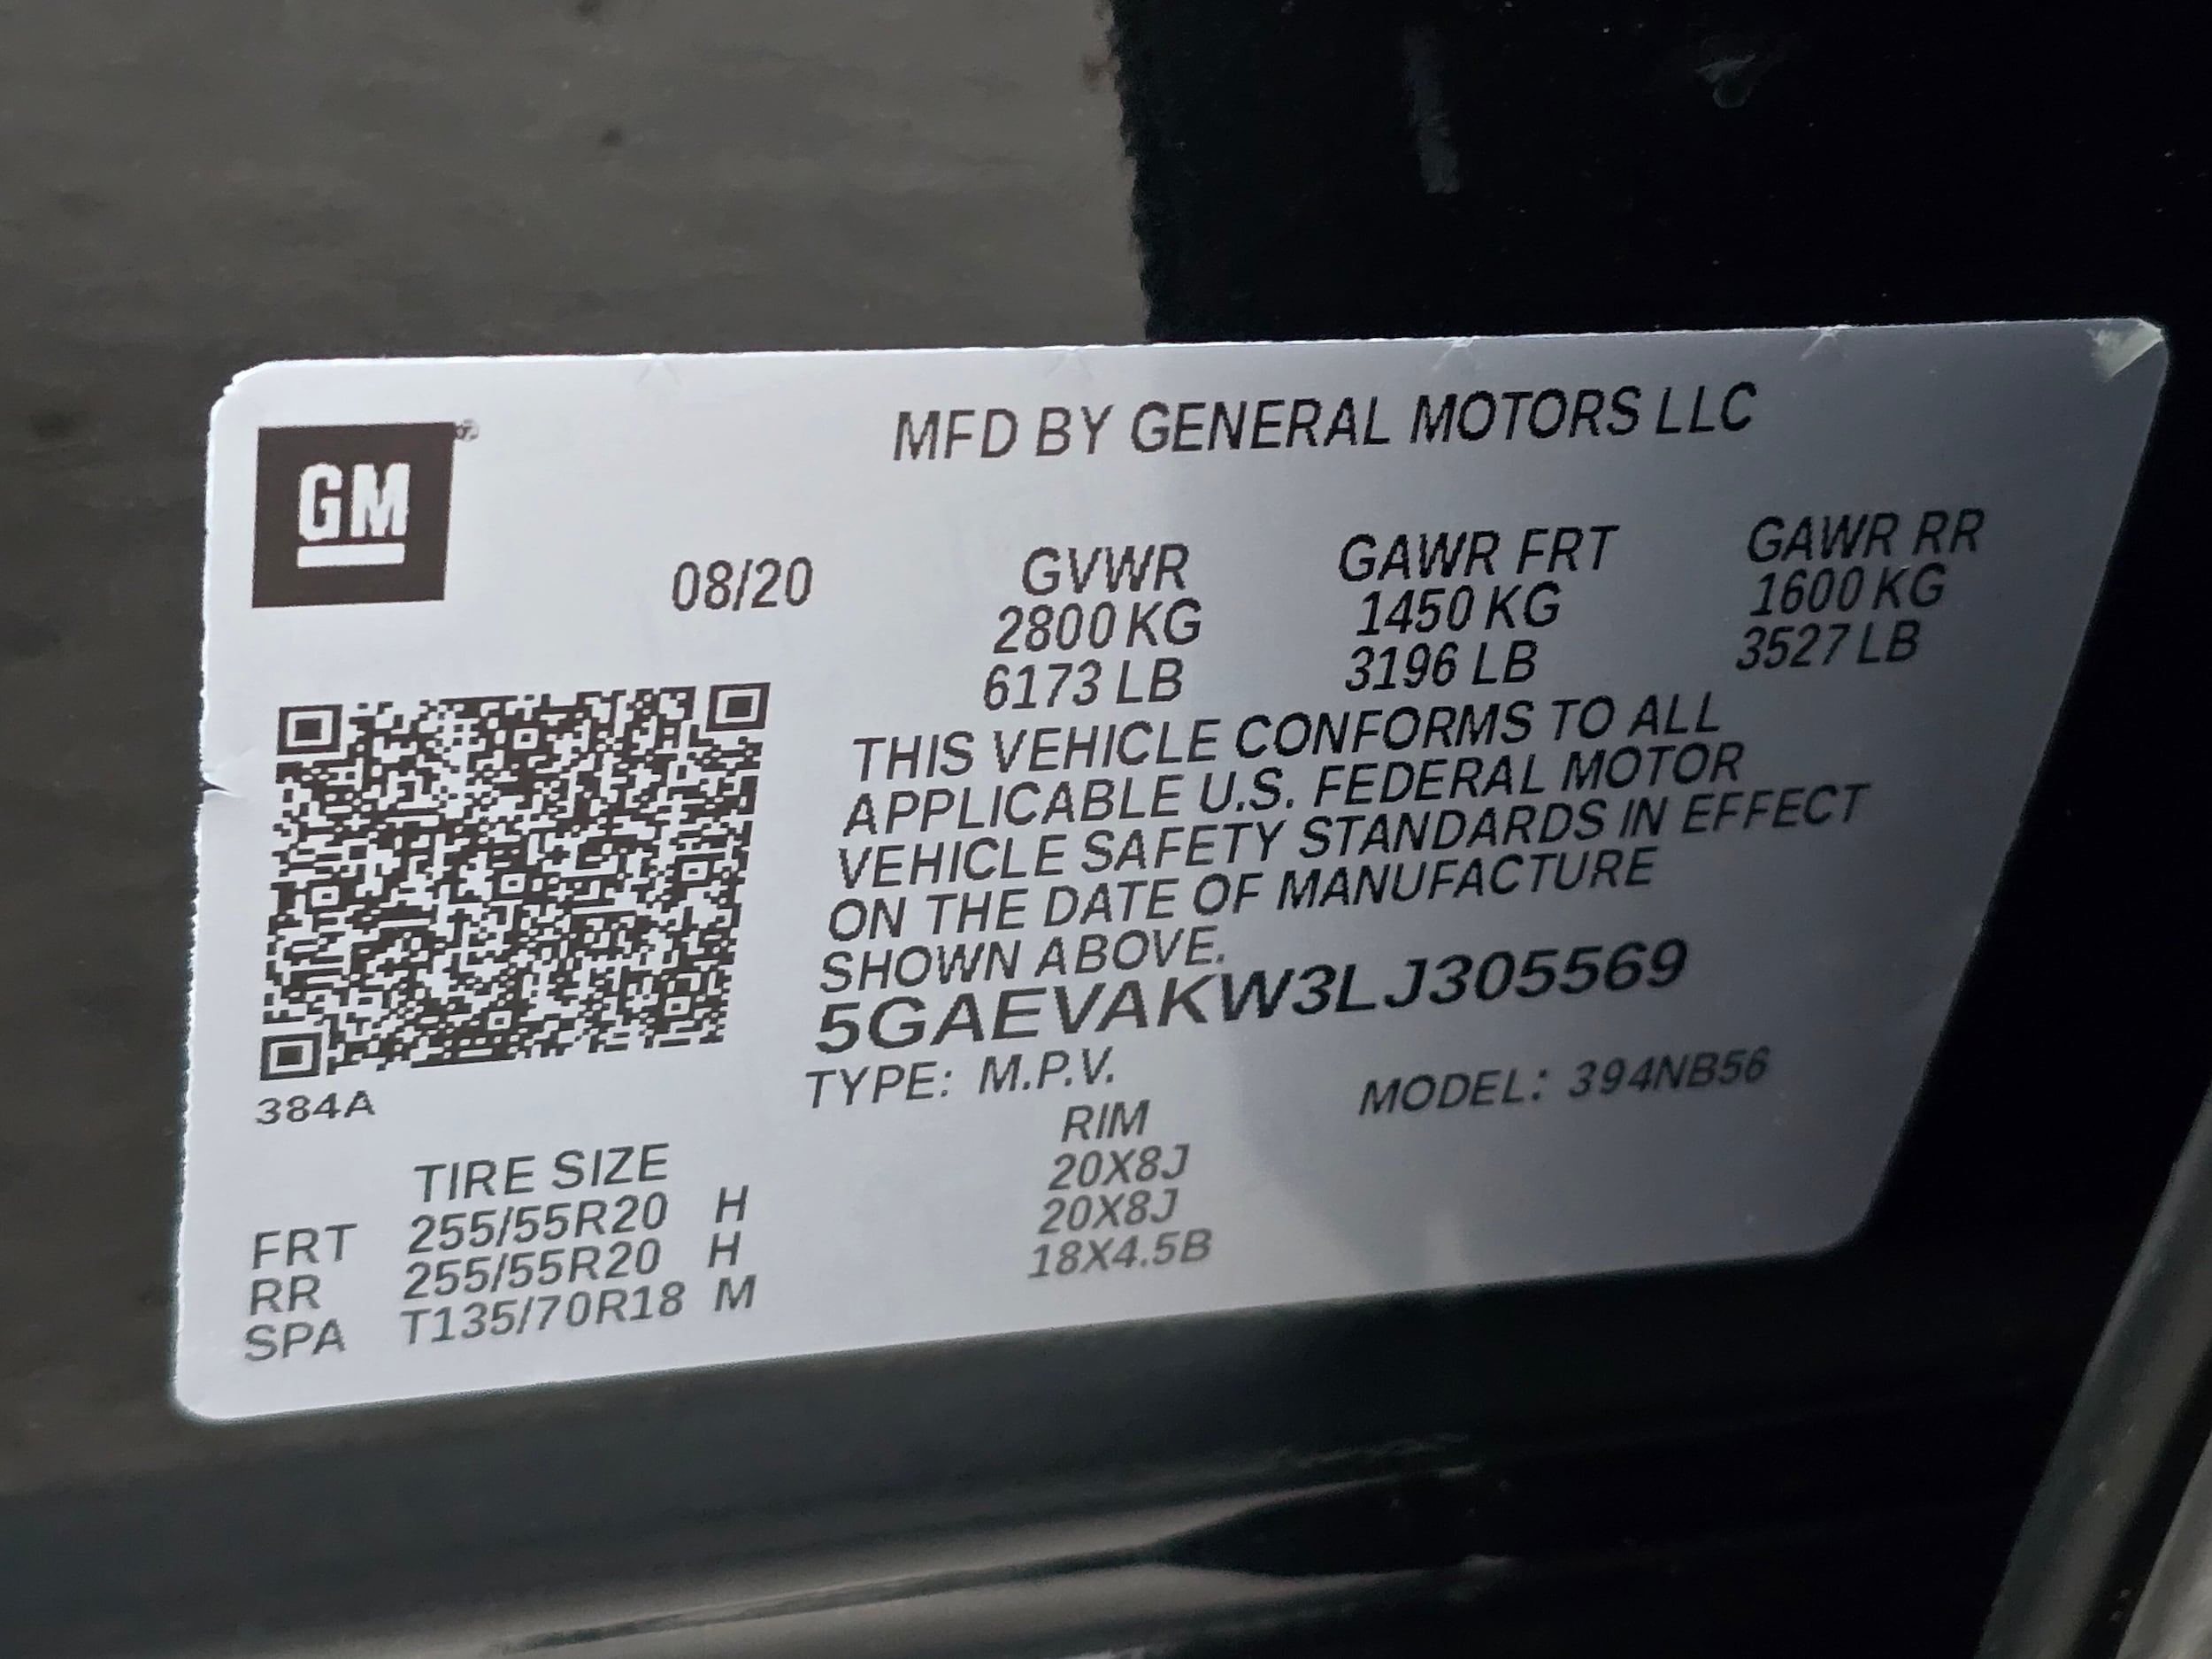 GM
MFD BY GENERAL MOTORS LLC
08/20
GVWR GAWR FRT GAWR RR
2800 KG 1450 KG 1600 KG
6173 LB 3196 LB 3527 LB
THIS VEHICLE CONFORMS TO ALL
APPLICABLE U.S. FEDERAL MOTOR
VEHICLE SAFETY STANDARDS IN EFFECT
ON THE DATE OF MANUFACTURE
SHOWN ABOVE.
5GAEVAKW3LJ305569
TYPE: M.P.V. MODEL: 394NB56
384A
TIRE SIZE RIM
FRT 255/55R20 H 20X8J
RR 255/55R20 H 20X8J
SPA T135/70R18 M 18X4.5B